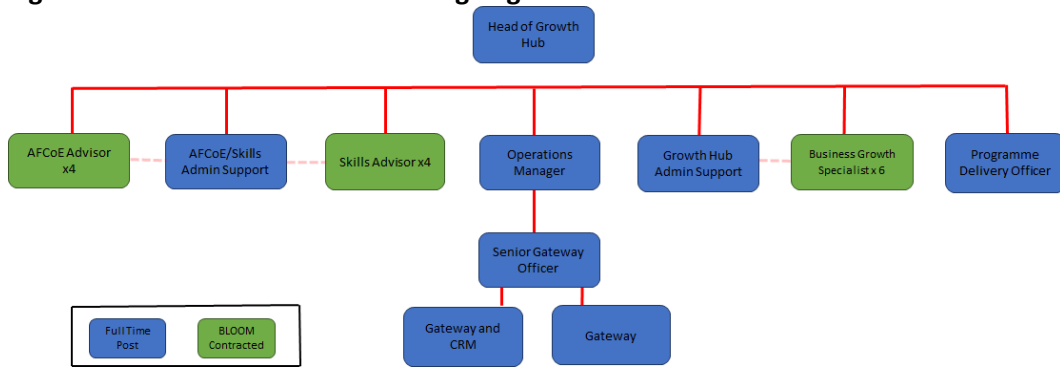 Head of Growth
Hub
AFCoE Advisor
x4
AFCoE/Skills
Admin Support
Skills Advisor x4
Operations
Manager
Growth Hub
Admin Support
Business Growth
Specialist x 6
Programme
Delivery Officer
Senior Gateway
Officer
Gateway and
CRM
Gateway
Full Time
Post
BLOOM
Contracted